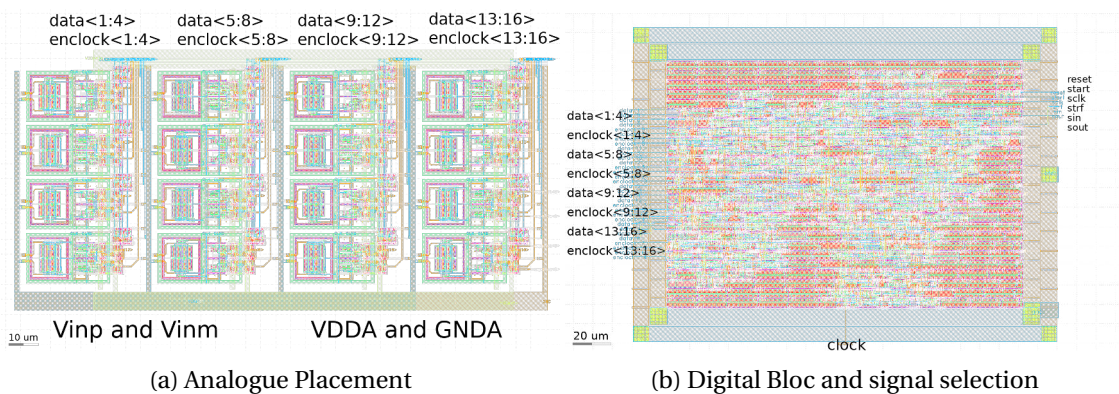 data<1:4>
enclock<1:4>
data<5:8>
enclock<5:8>
data<9:12>
enclock<9:12>
data<13:16>
enclock<13:16>
Vinp and Vinm
VDDA and GNDA
10 um
data<1:4>
enclock<1:4>
data<5:8>
enclock<5:8>
data<9:12>
enclock<9:12>
data<13:16>
enclock<13:16>
reset
start
sclk
strf
sin
sout
clock
20 um
(a) Analogue Placement
(b) Digital Bloc and signal selection